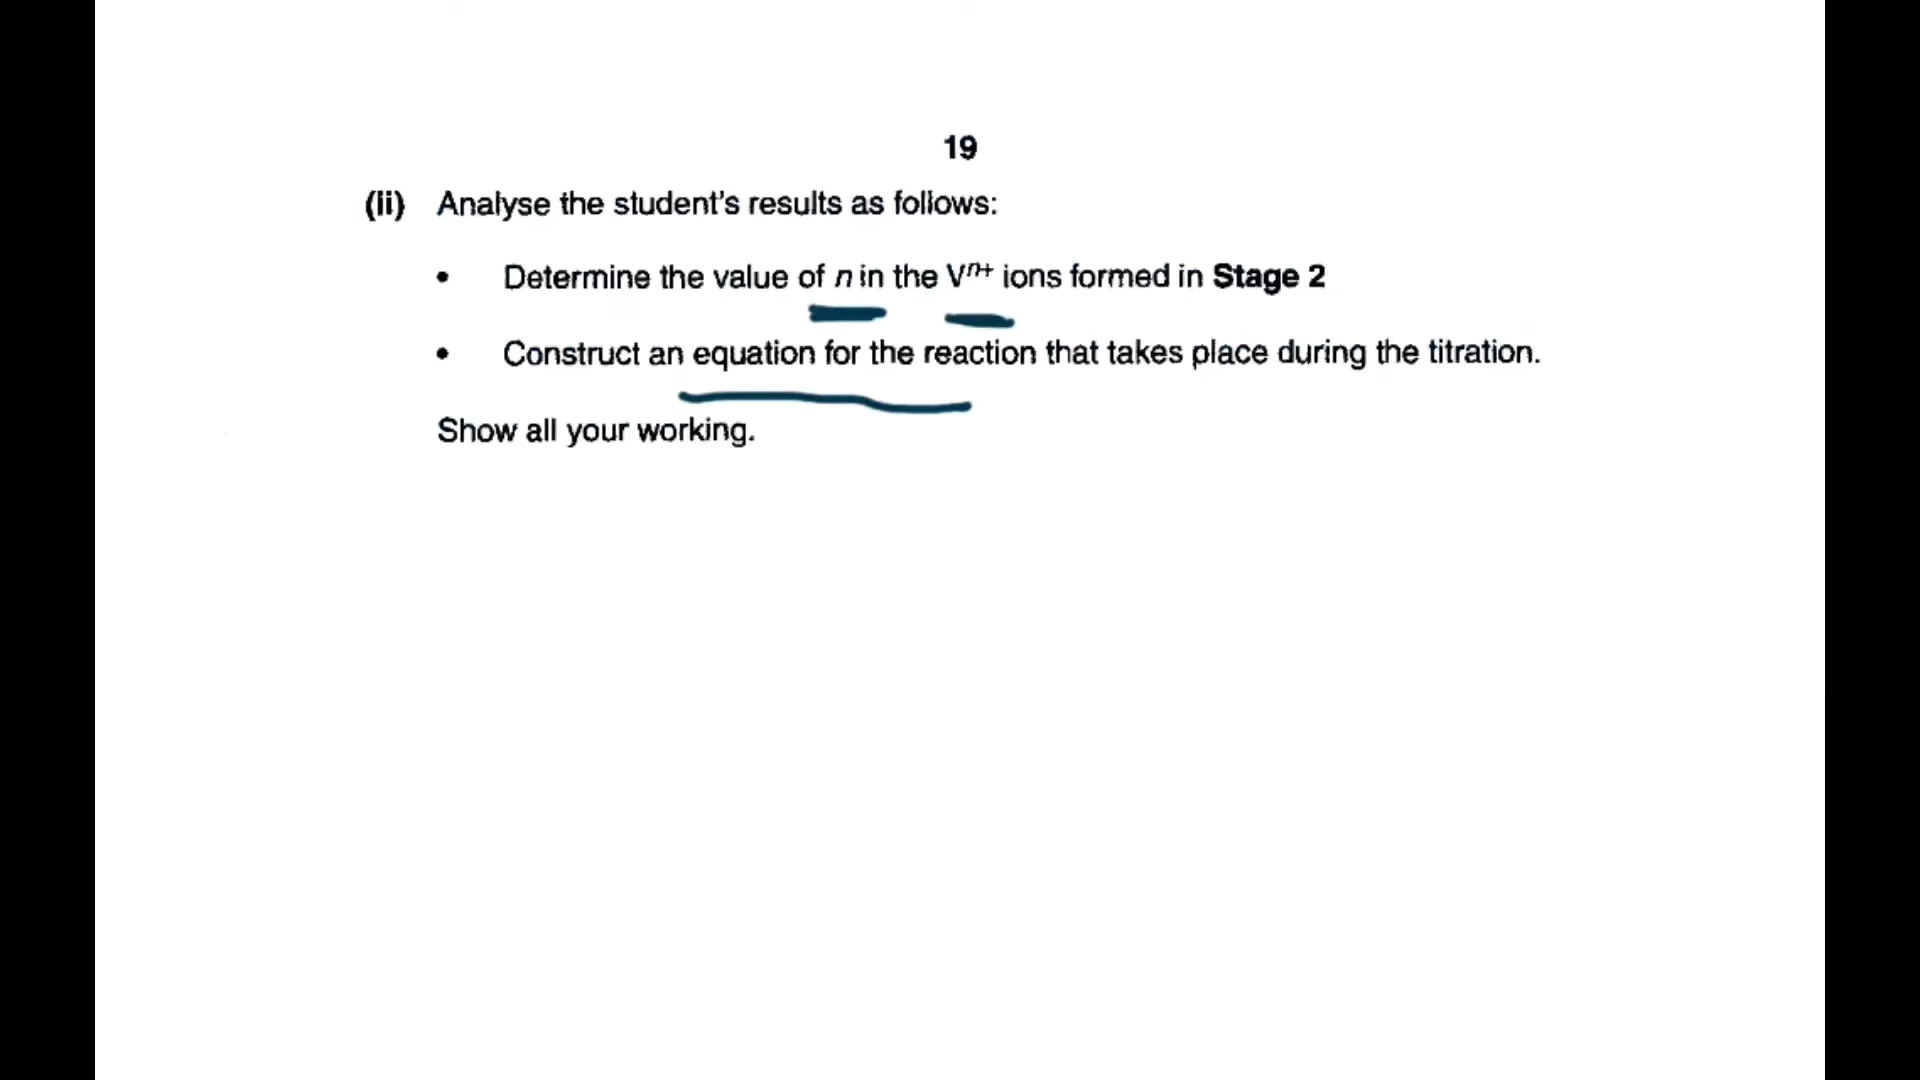 19
(ii) Analyse the student's results as follows:
• Determine the value of n in the Vⁿ⁺ ions formed in Stage 2
• Construct an equation for the reaction that takes place during the titration.
Show all your working.